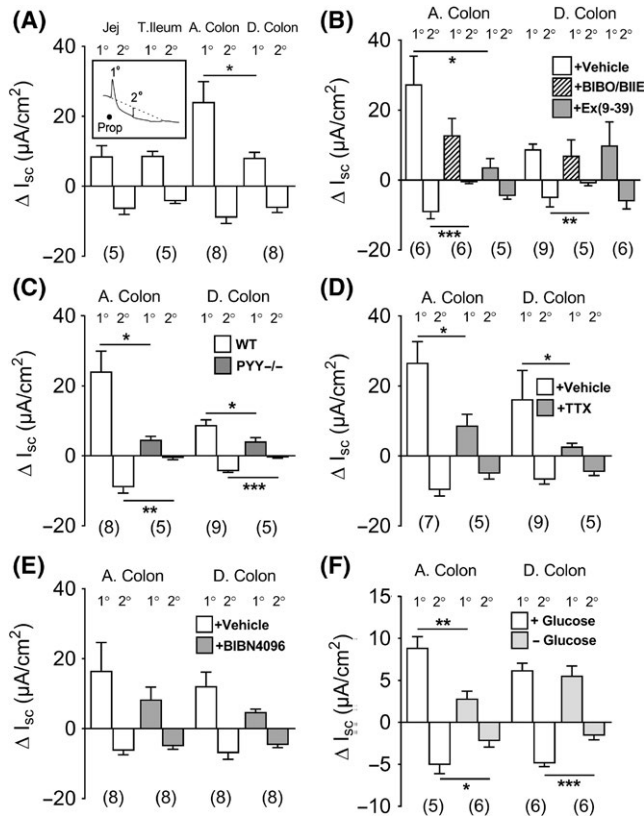 (A)
Jej T.Ileum A. Colon D. Colon
1° 2° 1° 2° 1° 2° 1° 2°
40
20
0
−20
Δ Isc (µA/cm²)
1°
2°
Prop
*
(5) (5) (8) (8)
(B)
A. Colon D. Colon
1° 2° 1° 2° 1° 2° 1° 2° 1° 2° 1° 2°
40
20
0
−20
Δ Isc (µA/cm²)
*
+Vehicle
+BIBO/BIIE
+Ex(9-39)
*** **
(6) (6) (5) (9) (5) (6)
(C)
A. Colon D. Colon
1° 2° 1° 2° 1° 2° 1° 2°
40
20
0
−20
Δ Isc (µA/cm²)
WT
PYY−/−
* *
** ***
(8) (5) (9) (5)
(D)
A. Colon D. Colon
1° 2° 1° 2° 1° 2° 1° 2°
40
20
0
−20
Δ Isc (µA/cm²)
* *
+Vehicle
+TTX
(7) (5) (9) (5)
(E)
A. Colon D. Colon
1° 2° 1° 2° 1° 2° 1° 2°
40
20
0
−20
Δ Isc (µA/cm²)
+Vehicle
+BIBN4096
(8) (8) (8) (8)
(F)
A. Colon D. Colon
1° 2° 1° 2° 1° 2° 1° 2°
15
10
5
0
−5
−10
Δ Isc (µA/cm²)
**
+ Glucose
− Glucose
* ***
(5) (6) (6) (6)